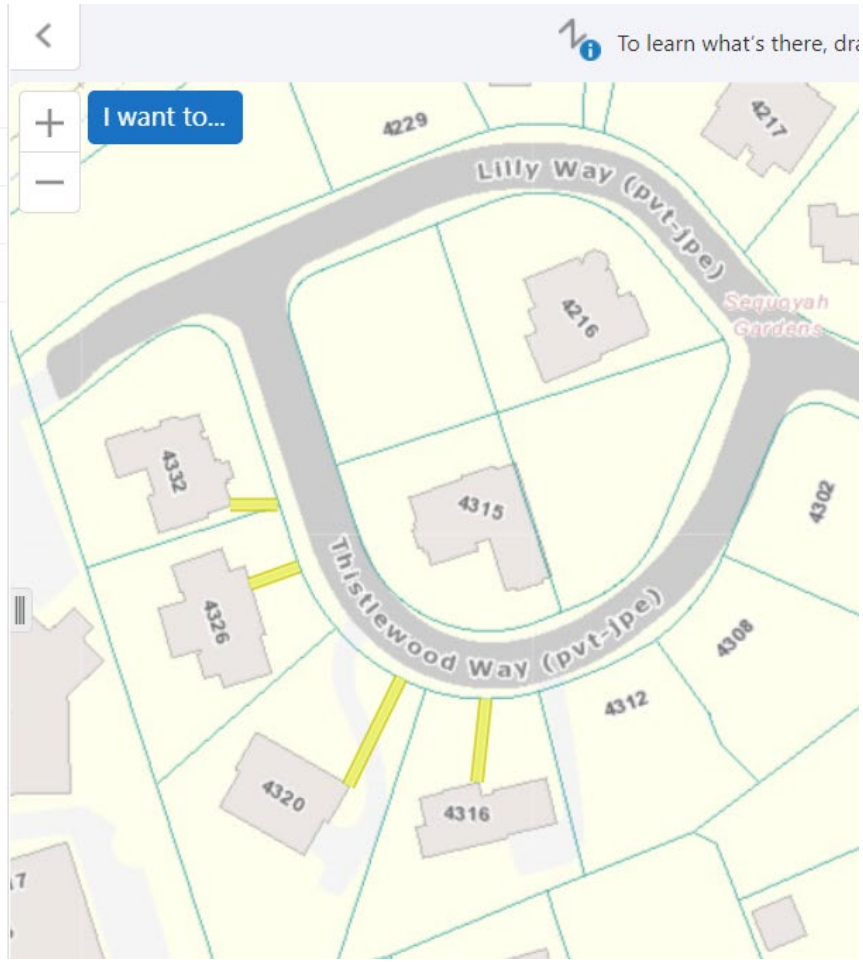 To learn what's there, dra
I want to...
4229
4217
Lilly Way (pvt-jpe)
4216
Sequoyah
Gardens
4332
4315
4302
4326
Thistlewood Way (pvt-jpe)
4308
4312
4320
4316
17